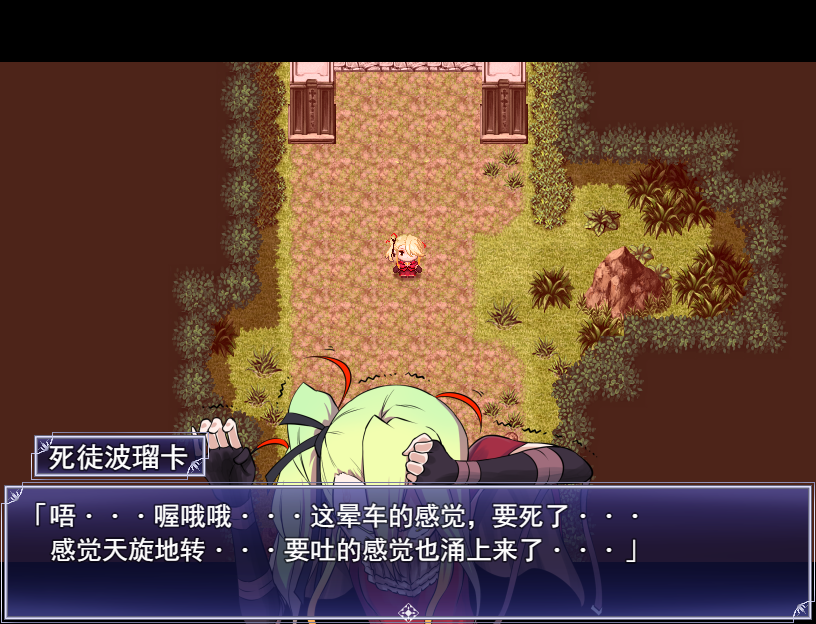 死徒波瑠卡
「唔・・・喔哦哦・・・这晕车的感觉，要死了・・・
感觉天旋地转・・・要吐的感觉也涌上来了・・・」